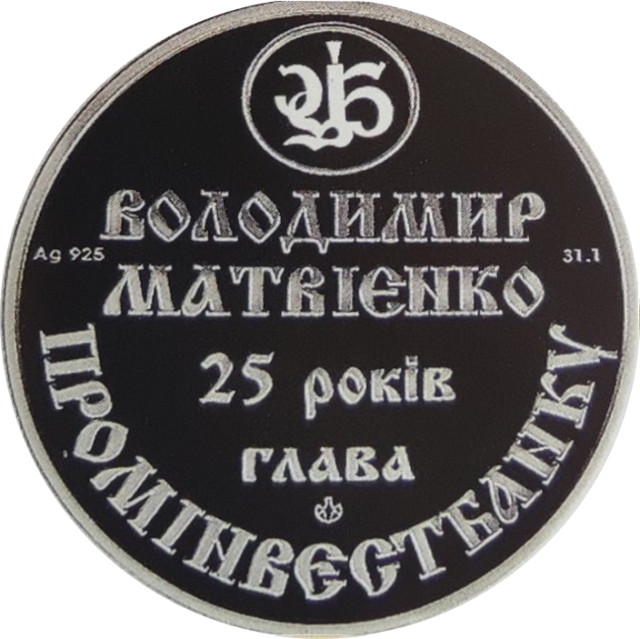 ВОЛОДИМИР
Ag 925
31.1
МАТВІЄНКО
25 років
глава
ПРОМІНВЕСТБАНКУ